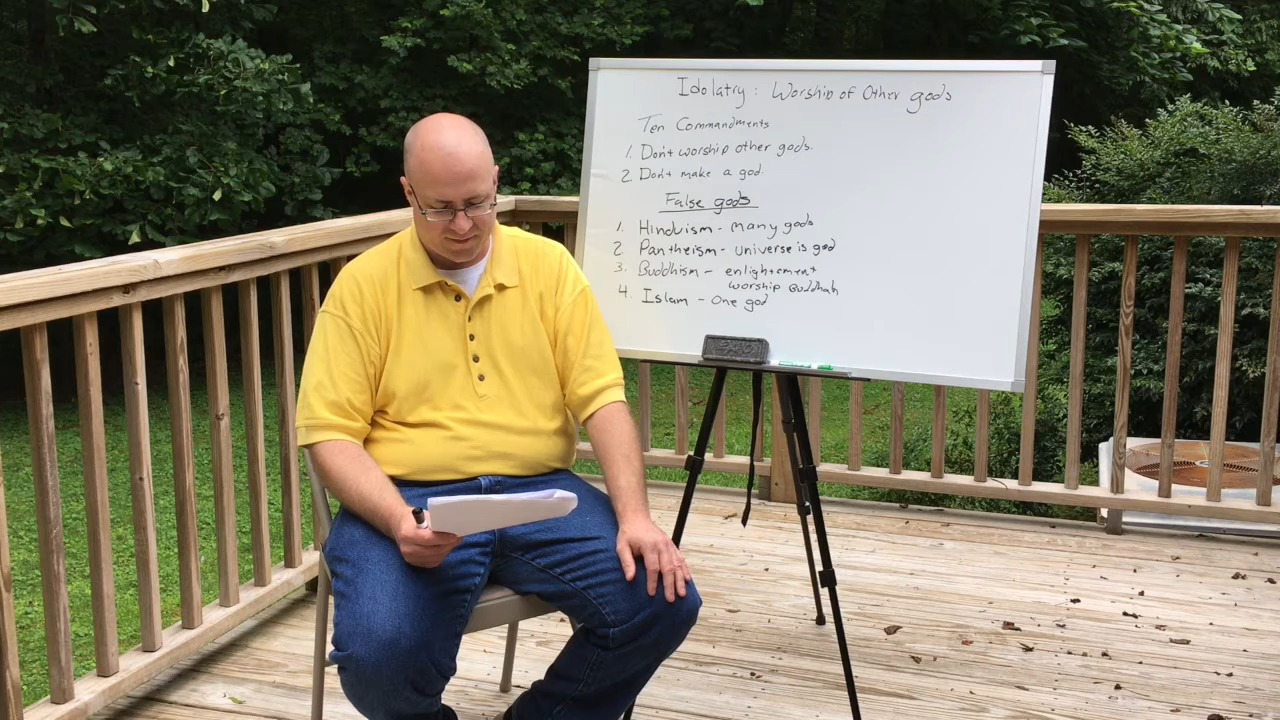 Idolatry: Worship of Other gods
Ten Commandments
1. Don't worship other gods.
2. Don't make a god.
False gods
1. Hinduism - many gods
2 Pantheism - universe is god
3. Buddhism - enlightement
worship Buddhah
4. Islam - One god